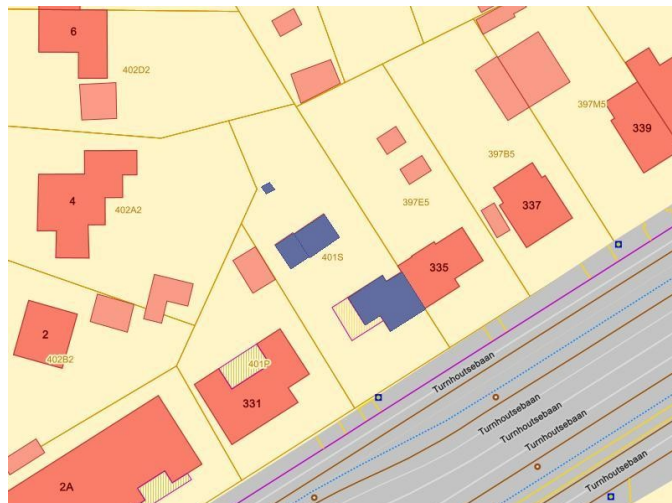 6
402D2
397M5
339
4
402A2
397B5
337
397E5
401S
335
2
402B2
401P
331
2A
Turnhoutsebaan
Turnhoutsebaan
Turnhoutsebaan
Turnhoutsebaan
Turnhoutsebaan